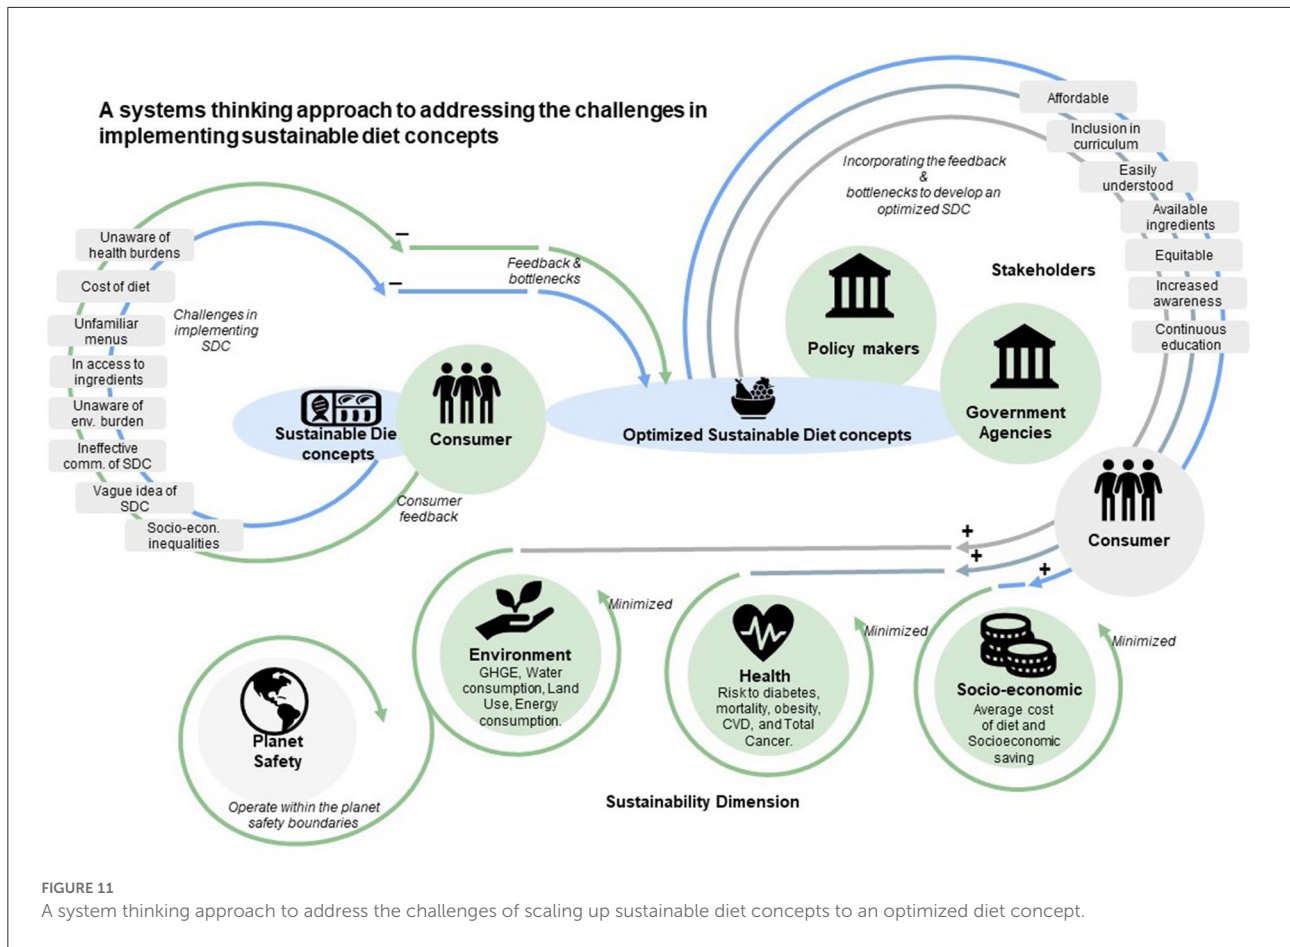 A systems thinking approach to addressing the challenges in
implementing sustainable diet concepts
Unaware of
health burdens
Cost of diet
Unfamiliar
menus
In access to
ingredients
Unaware of
env. burden
Ineffective
comm. of SDC
Vague idea of
SDC
Socio-econ.
inequalities
Challenges in
implementing
SDC
–
–
Feedback &
bottlenecks
Sustainable Die
concepts
Consumer
Consumer
feedback
Optimized Sustainable Diet concepts
Incorporating the feedback
&
bottlenecks to develop an
optimized SDC
Stakeholders
Policy makers
Government
Agencies
Affordable
Inclusion in
curriculum
Easily
understood
Available
ingredients
Equitable
Increased
awareness
Continuous
education
Consumer
+
+
+
Environment
GHGE, Water
consumption, Land
Use, Energy
consumption.
Minimized
Health
Risk to diabetes,
mortality, obesity,
CVD, and Total
Cancer.
Minimized
Socio-economic
Average cost
of diet and
Socioeconomic
saving
Minimized
Planet
Safety
Operate within the planet
safety boundaries
Sustainability Dimension
FIGURE 11
A system thinking approach to address the challenges of scaling up sustainable diet concepts to an optimized diet concept.